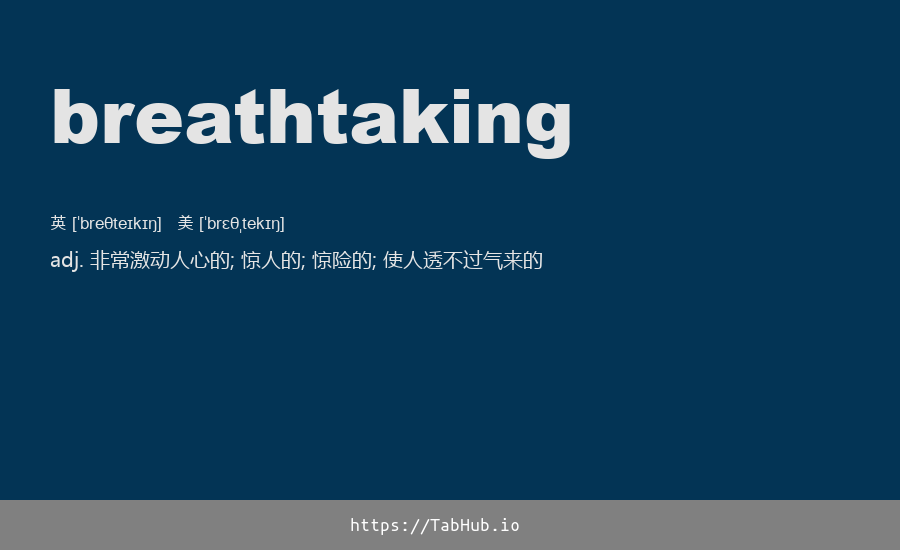 breathtaking
英 [ˈbreθteɪkɪŋ] 美 [ˈbrɛθˌtekɪŋ]
adj. 非常激动人心的; 惊人的; 惊险的; 使人透不过气来的
https://TabHub.io